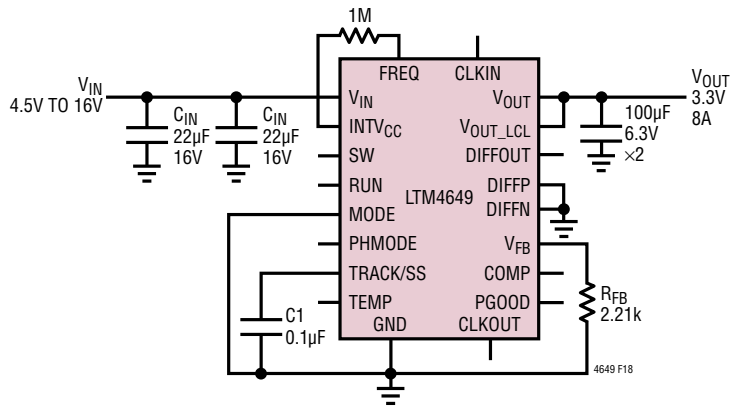 1M
FREQ CLKIN
VIN
4.5V TO 16V
CIN
22µF
16V
CIN
22µF
16V
VIN
INTVCC
SW
RUN
MODE
PHMODE
TRACK/SS
TEMP
GND
LTM4649
VOUT
VOUT_LCL
DIFFOUT
DIFFP
DIFFN
VFB
COMP
PGOOD
CLKOUT
VOUT
3.3V
8A
100µF
6.3V
×2
RFB
2.21k
C1
0.1µF
4649 F18